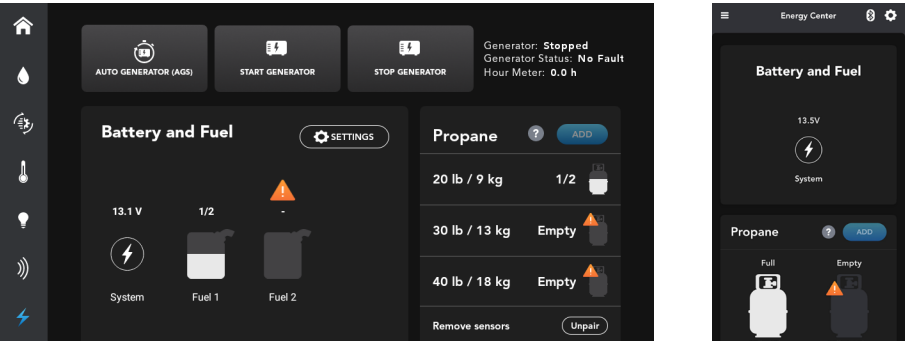 AUTO GENERATOR (AGS)
START GENERATOR
STOP GENERATOR
Generator: Stopped
Generator Status: No Fault
Hour Meter: 0.0 h
Battery and Fuel
SETTINGS
13.1 V
1/2
-
System
Fuel 1
Fuel 2
Propane
?
ADD
20 lb / 9 kg
1/2
30 lb / 13 kg
Empty
40 lb / 18 kg
Empty
Remove sensors
Unpair
Energy Center
Battery and Fuel
13.5V
System
Propane
?
ADD
Full
Empty